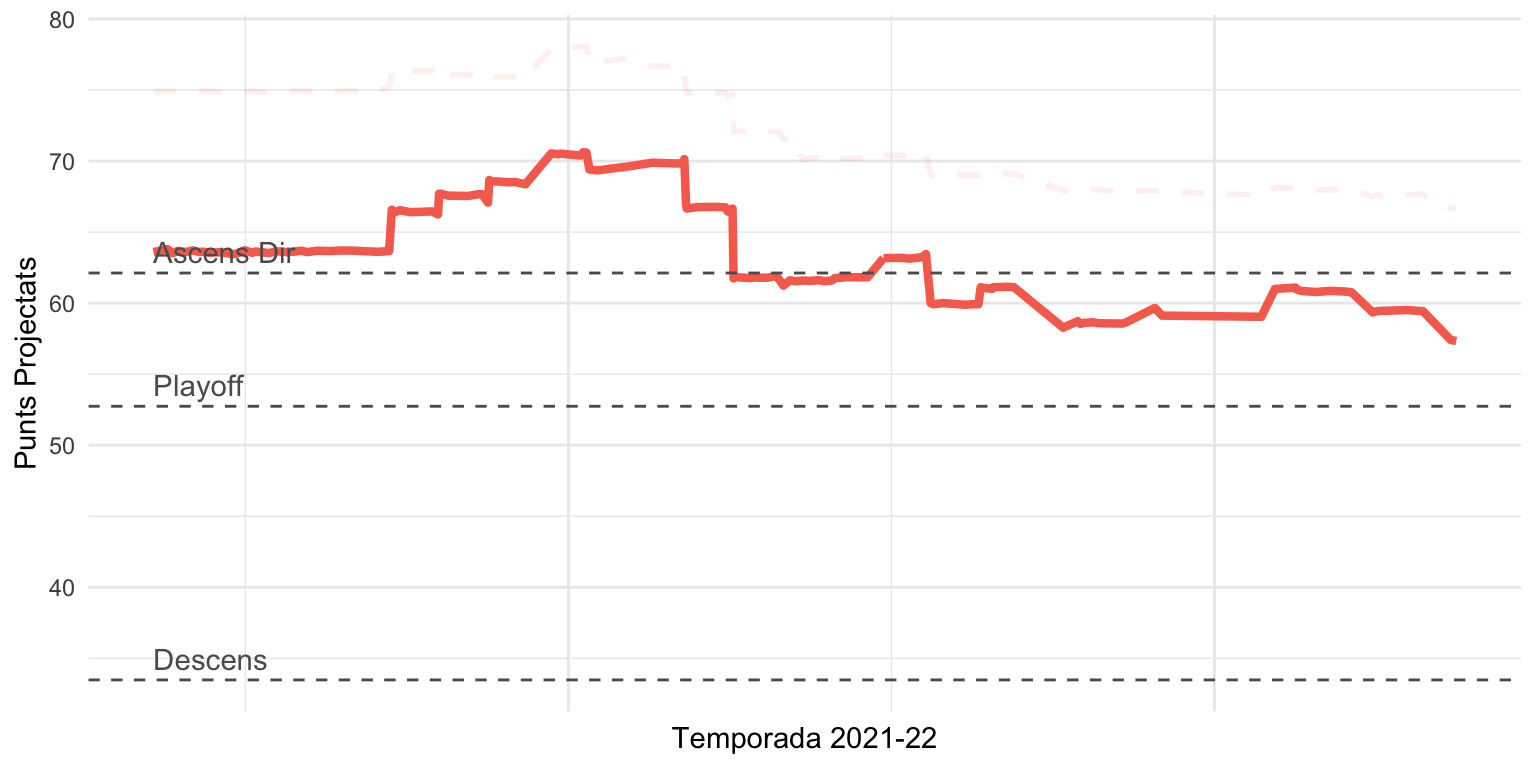 80
70
60
50
40
Punts Projectats
Ascens Dir
Playoff
Descens
Temporada 2021-22